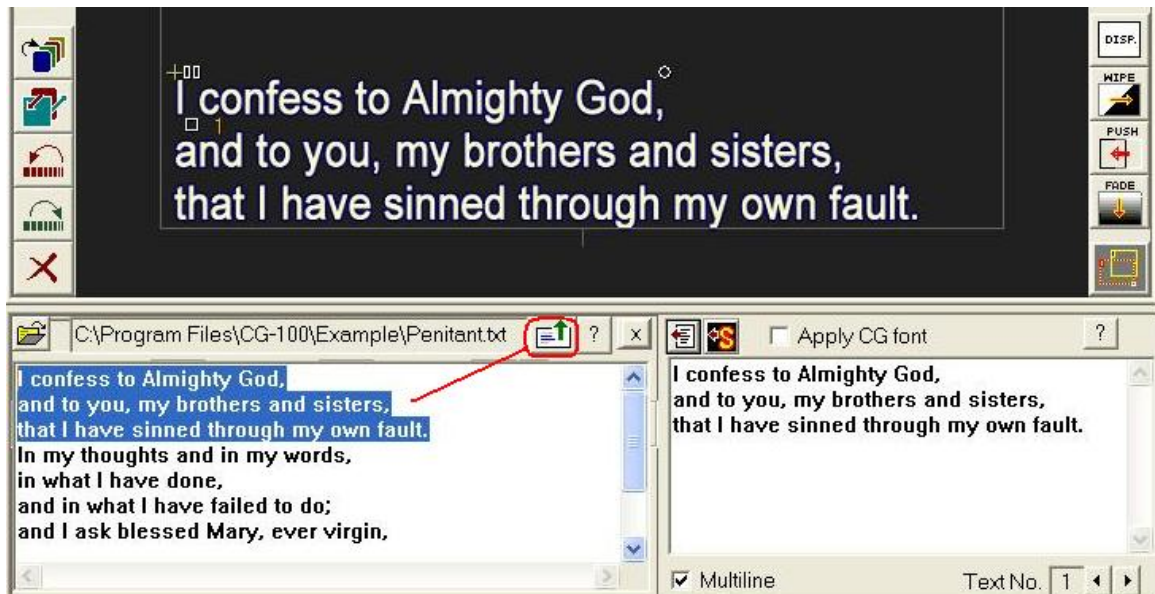 DISP.
WIPE
PUSH
FADE
I confess to Almighty God,
1
and to you, my brothers and sisters,
that I have sinned through my own fault.
C:\Program Files\CG-100\Example\Penitant.txt
?
x
I confess to Almighty God,
and to you, my brothers and sisters,
that I have sinned through my own fault.
In my thoughts and in my words,
in what I have done,
and in what I have failed to do;
and I ask blessed Mary, ever virgin,
S
Apply CG font
?
I confess to Almighty God,
and to you, my brothers and sisters,
that I have sinned through my own fault.
Multiline
Text No. 1